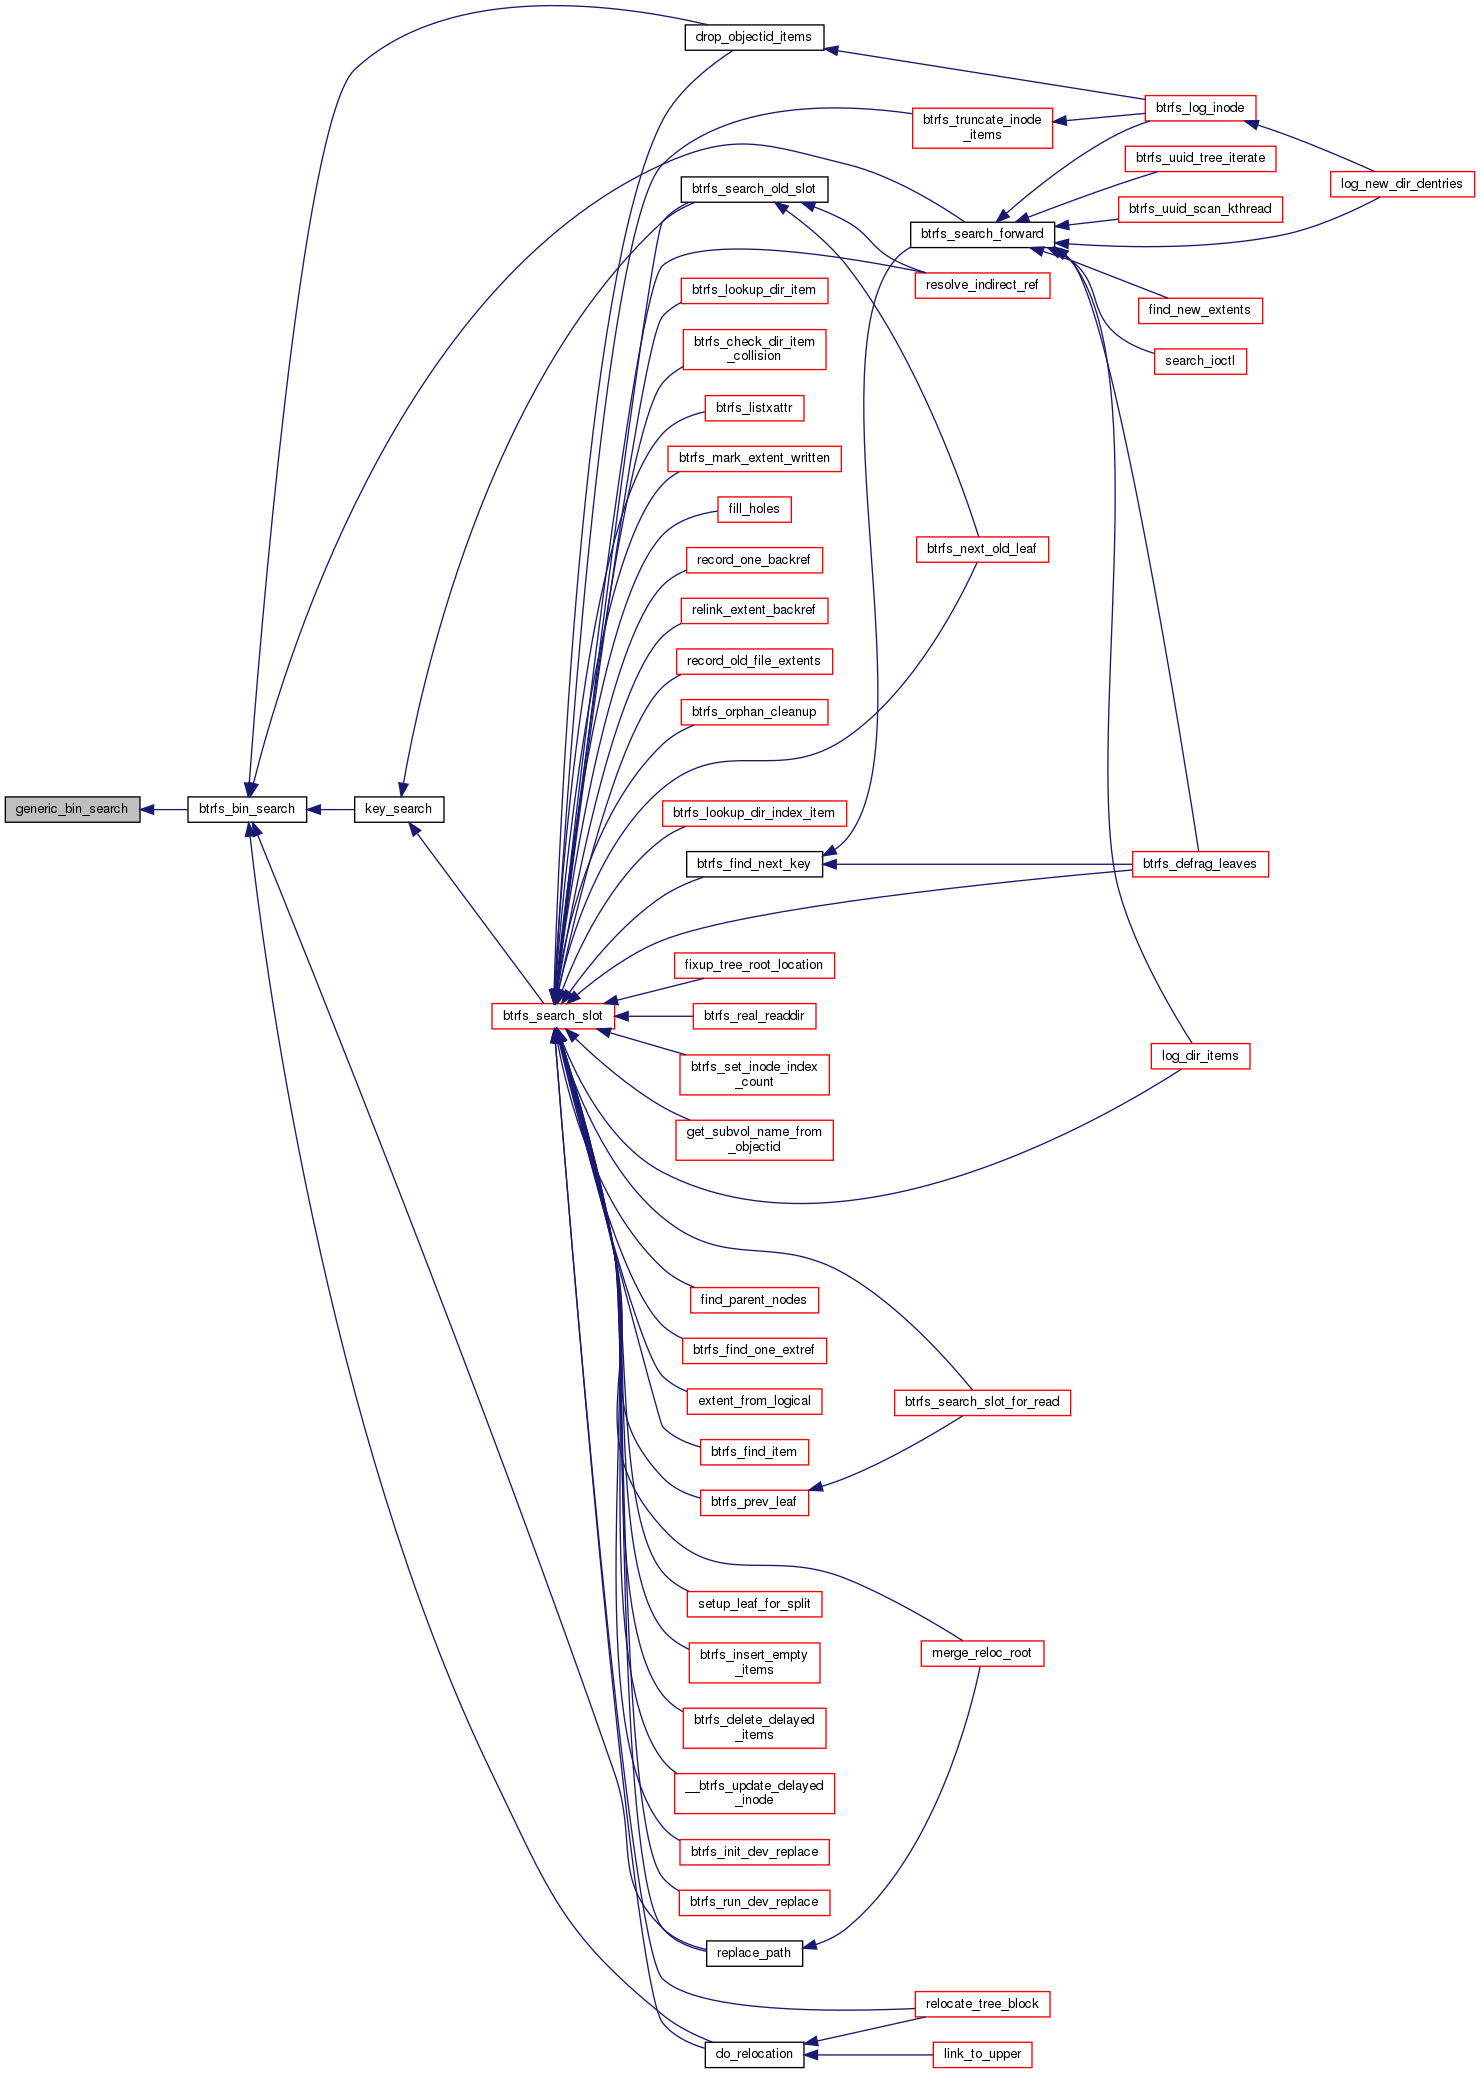 drop_objectid_items
btrfs_log_inode
btrfs_truncate_inode
_items
btrfs_uuid_tree_iterate
log_new_dir_dentries
btrfs_search_old_slot
btrfs_uuid_scan_kthread
btrfs_search_forward
resolve_indirect_ref
btrfs_lookup_dir_item
find_new_extents
btrfs_check_dir_item
_collision
search_ioctl
btrfs_listxattr
btrfs_mark_extent_written
fill_holes
btrfs_next_old_leaf
record_one_backref
relink_extent_backref
record_old_file_extents
btrfs_orphan_cleanup
generic_bin_search
btrfs_bin_search
key_search
btrfs_lookup_dir_index_item
btrfs_find_next_key
btrfs_defrag_leaves
fixup_tree_root_location
btrfs_search_slot
btrfs_real_readdir
btrfs_set_inode_index
_count
log_dir_items
get_subvol_name_from
_objectid
find_parent_nodes
btrfs_find_one_extref
extent_from_logical
btrfs_search_slot_for_read
btrfs_find_item
btrfs_prev_leaf
setup_leaf_for_split
btrfs_insert_empty
_items
merge_reloc_root
btrfs_delete_delayed
_items
__btrfs_update_delayed
_inode
btrfs_init_dev_replace
btrfs_run_dev_replace
replace_path
relocate_tree_block
do_relocation
link_to_upper